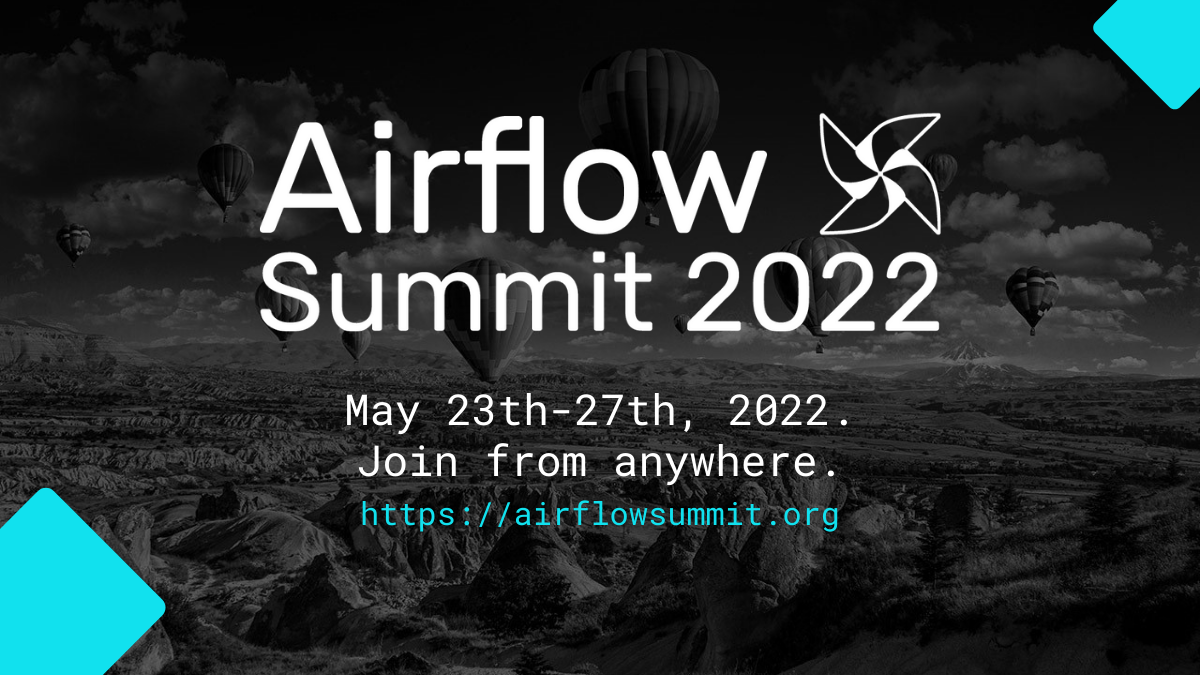 Airflow
Summit 2022
May 23th-27th, 2022.
Join from anywhere.
https://airflowsummit.org